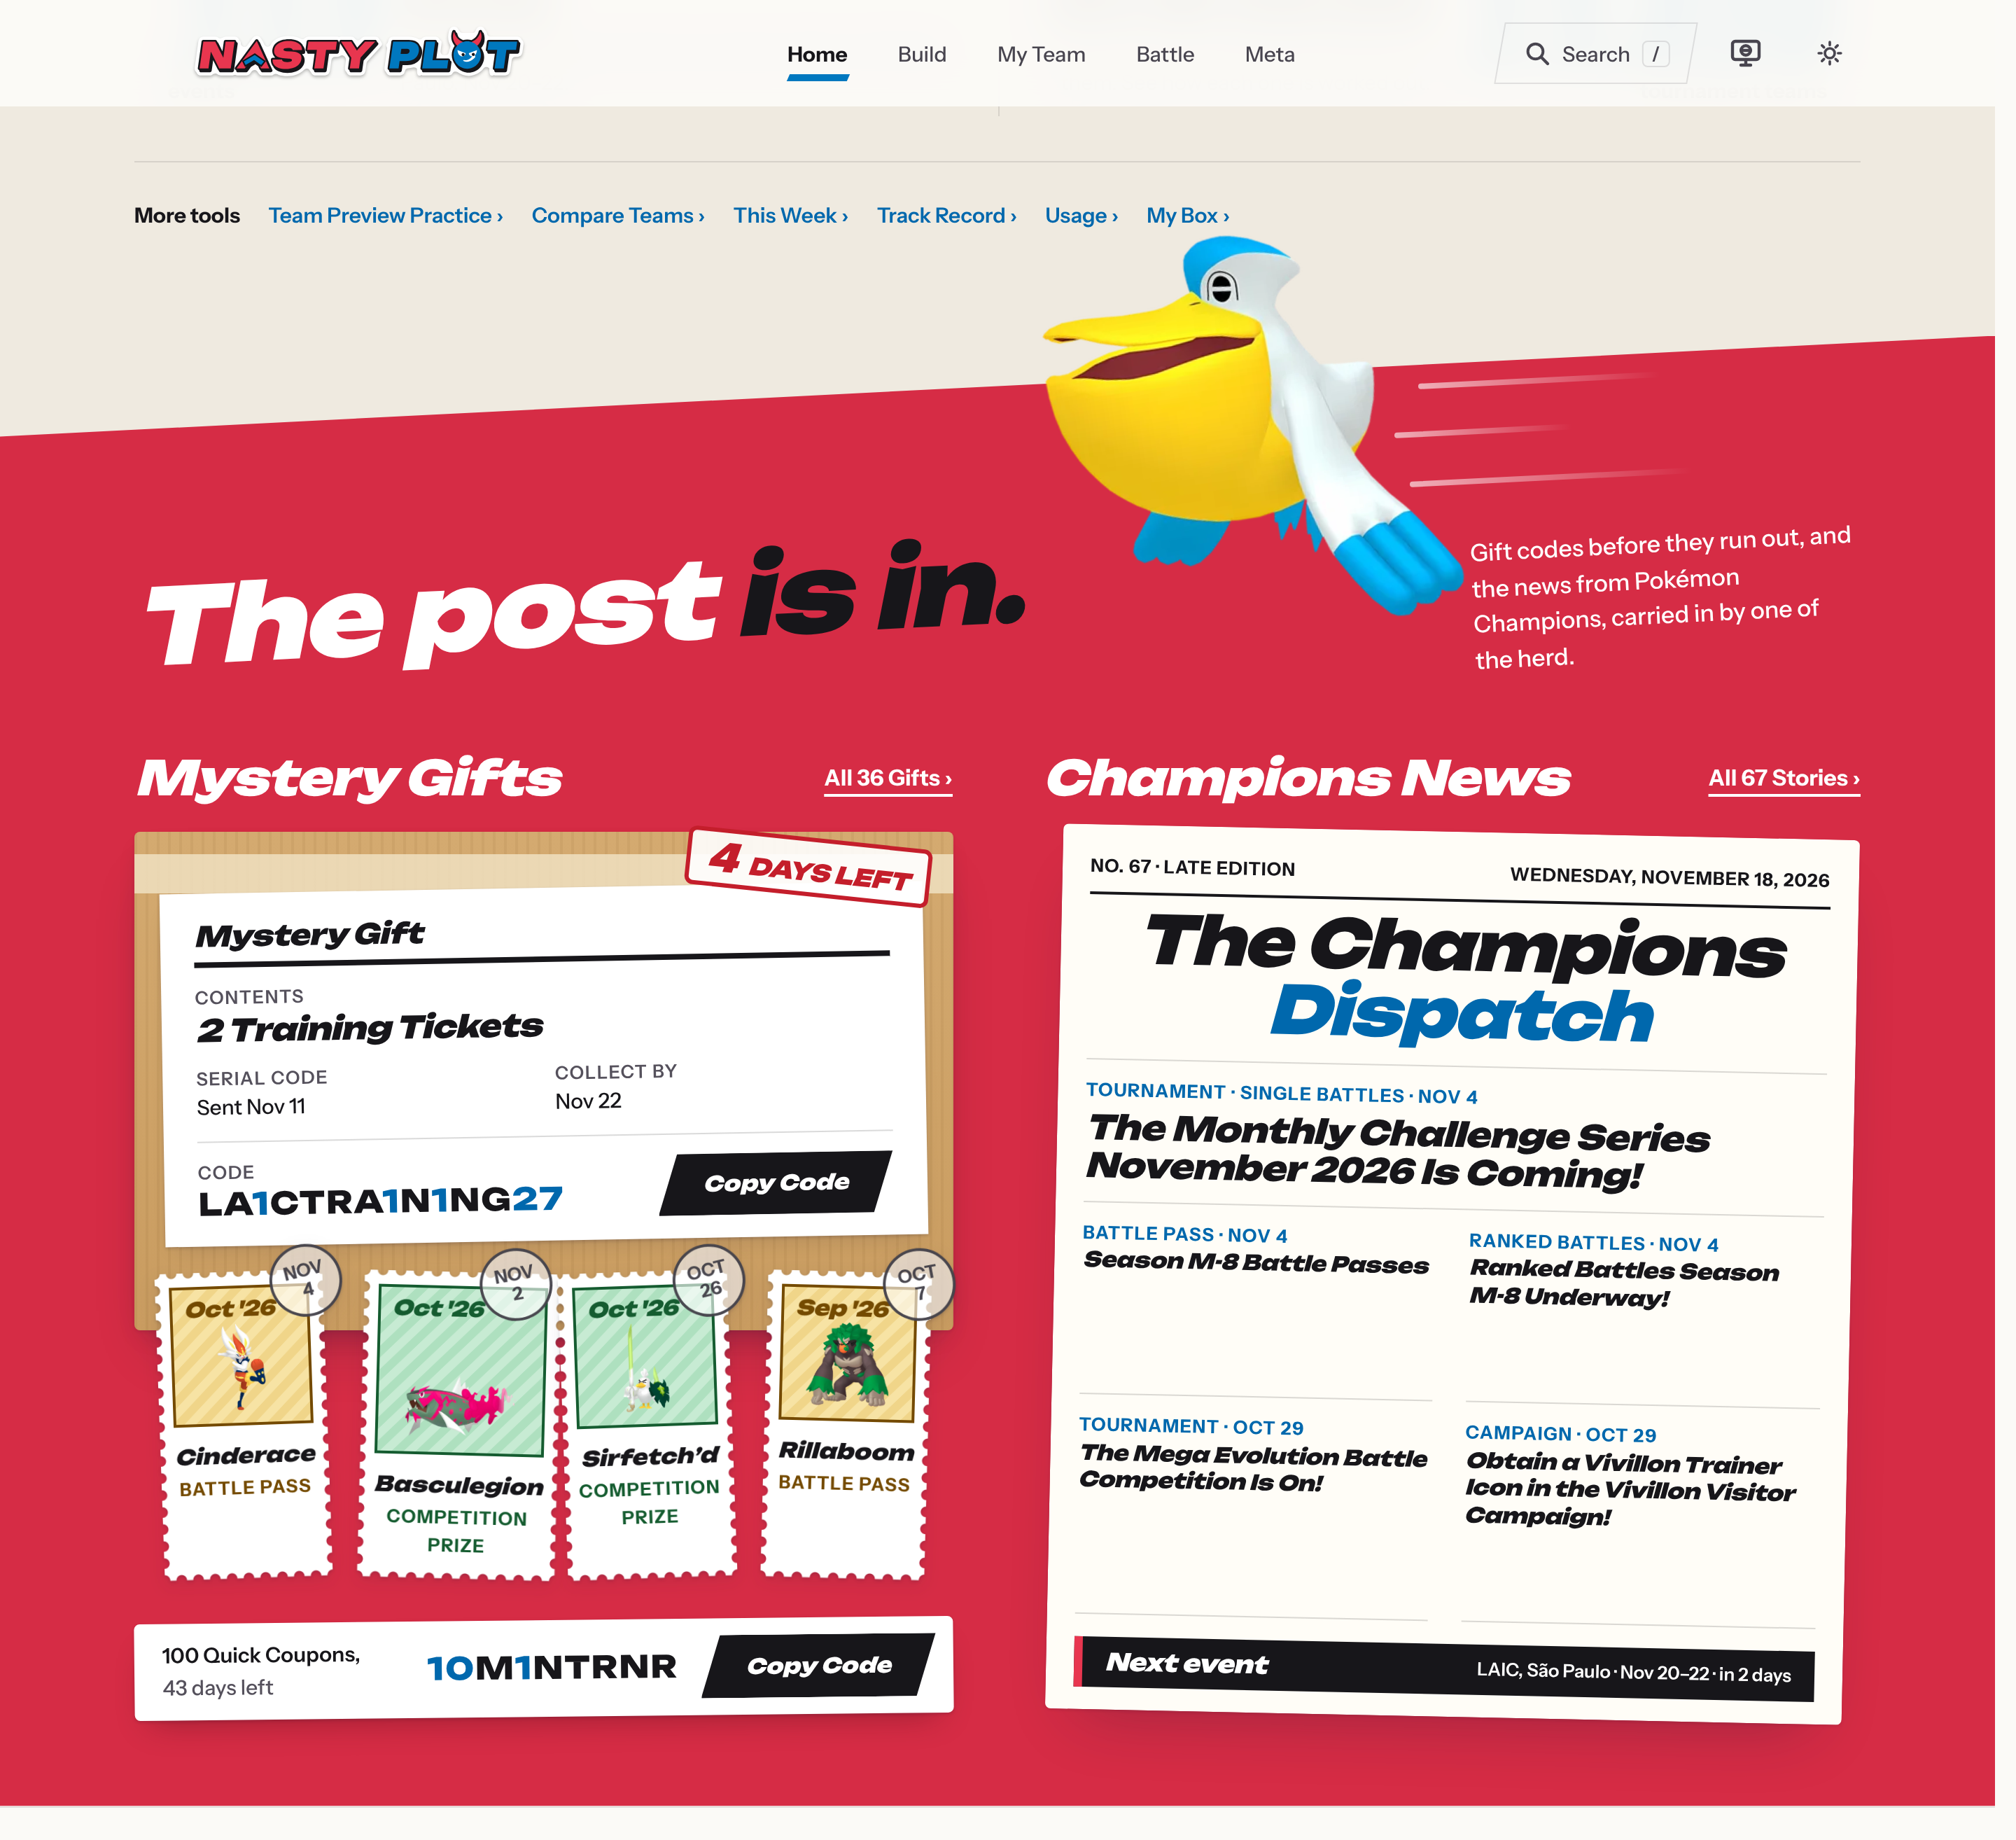 NASTY PLOT
Home
Build
My Team
Battle
Meta
Search /
More tools
Team Preview Practice ›
Compare Teams ›
This Week ›
Track Record ›
Usage ›
My Box ›
The post is in.
Gift codes before they run out, and
the news from Pokémon
Champions, carried in by one of
the herd.
Mystery Gifts
All 36 Gifts ›
4 DAYS LEFT
Mystery Gift
CONTENTS
2 Training Tickets
SERIAL CODE
Sent Nov 11
COLLECT BY
Nov 22
CODE
LA1CTRA1N1NG27
Copy Code
NOV
4
Oct '26
Cinderace
BATTLE PASS
NOV
2
Oct '26
Basculegion
COMPETITION
PRIZE
OCT
26
Oct '26
Sirfetch’d
COMPETITION
PRIZE
OCT
7
Sep '26
Rillaboom
BATTLE PASS
100 Quick Coupons,
43 days left
10M1NTRNR
Copy Code
Champions News
All 67 Stories ›
NO. 67 · LATE EDITION
WEDNESDAY, NOVEMBER 18, 2026
The Champions
Dispatch
TOURNAMENT · SINGLE BATTLES · NOV 4
The Monthly Challenge Series
November 2026 Is Coming!
BATTLE PASS · NOV 4
Season M-8 Battle Passes
RANKED BATTLES · NOV 4
Ranked Battles Season
M-8 Underway!
TOURNAMENT · OCT 29
The Mega Evolution Battle
Competition Is On!
CAMPAIGN · OCT 29
Obtain a Vivillon Trainer
Icon in the Vivillon Visitor
Campaign!
Next event
LAIC, São Paulo · Nov 20–22 · in 2 days